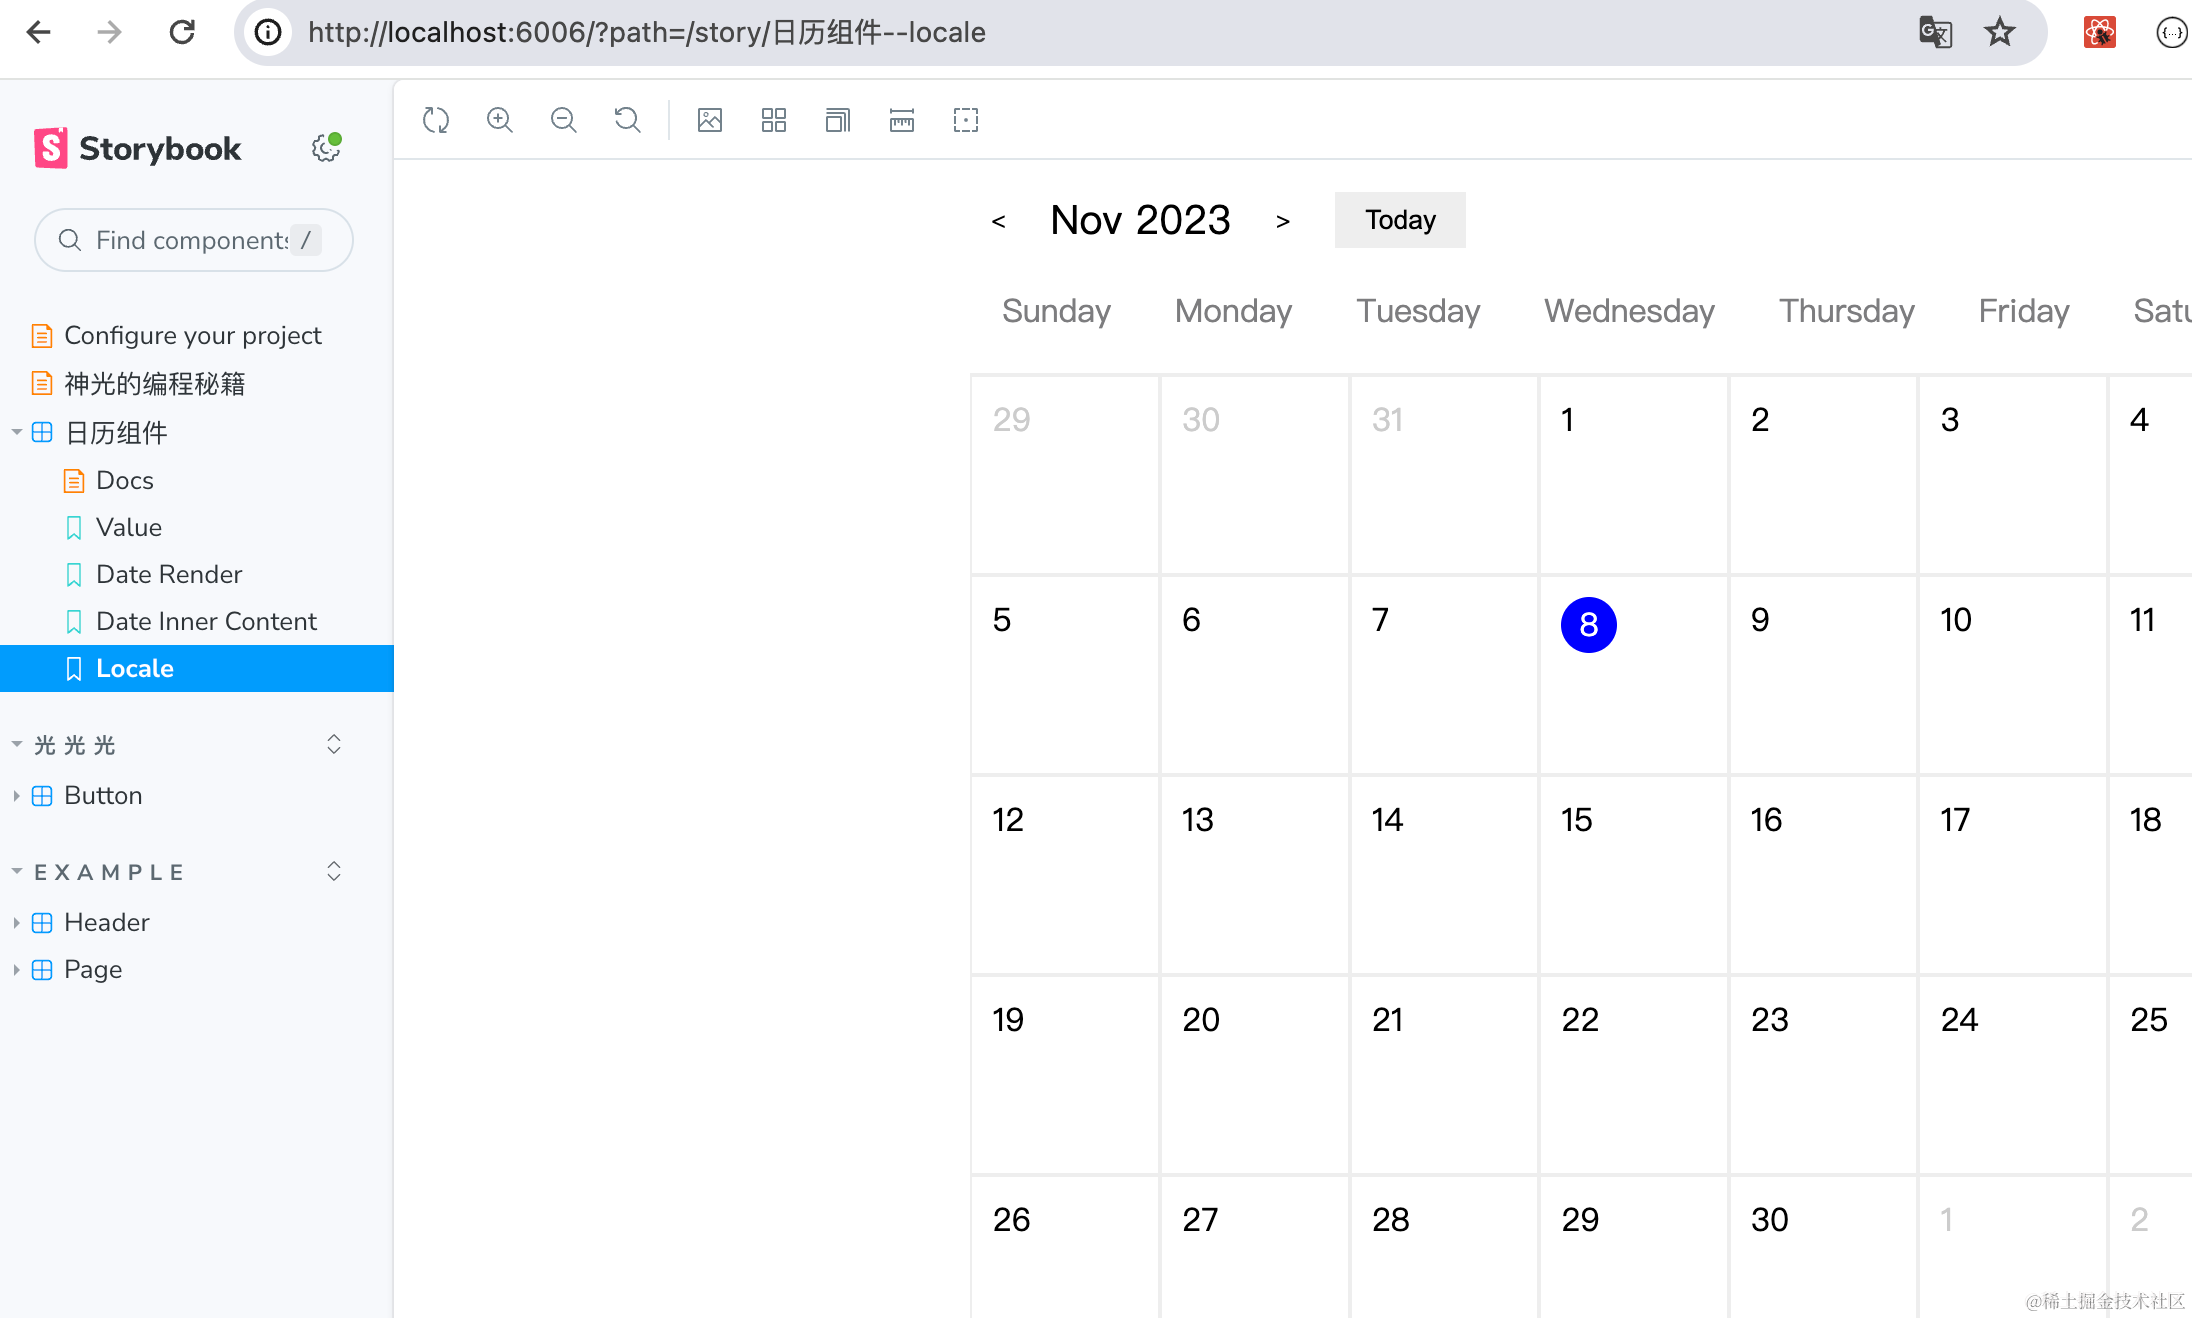 http://localhost:6006/?path=/story/日历组件--locale
Storybook
Find components /
Configure your project
神光的编程秘籍
日历组件
Docs
Value
Date Render
Date Inner Content
Locale
光光光
Button
EXAMPLE
Header
Page
< Nov 2023 > Today
Sunday Monday Tuesday Wednesday Thursday Friday Satu
29 30 31 1 2 3 4
5 6 7 8 9 10 11
12 13 14 15 16 17 18
19 20 21 22 23 24 25
26 27 28 29 30 1 2
@稀土掘金技术社区